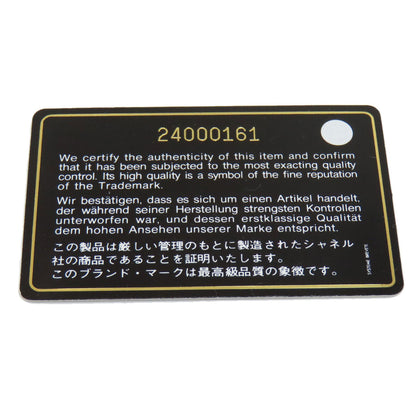 24000161
We certify the authenticity of this item and confirm
that it has been subjected to the most exacting quality
control. Its high quality is a symbol of the fine reputation
of the Trademark.
Wir bestätigen, dass es sich um einen Artikel handelt,
der während seiner Herstellung strengsten Kontrollen
unterworfen war, und dessen erstklassige Qualität
dem hohen Ansehen unserer Marke entspricht.
この製品は厳しい管理のもとに製造されたシャネル
社の商品であることを証明いたします。
このブランド・マークは最高級品質の象徴です。